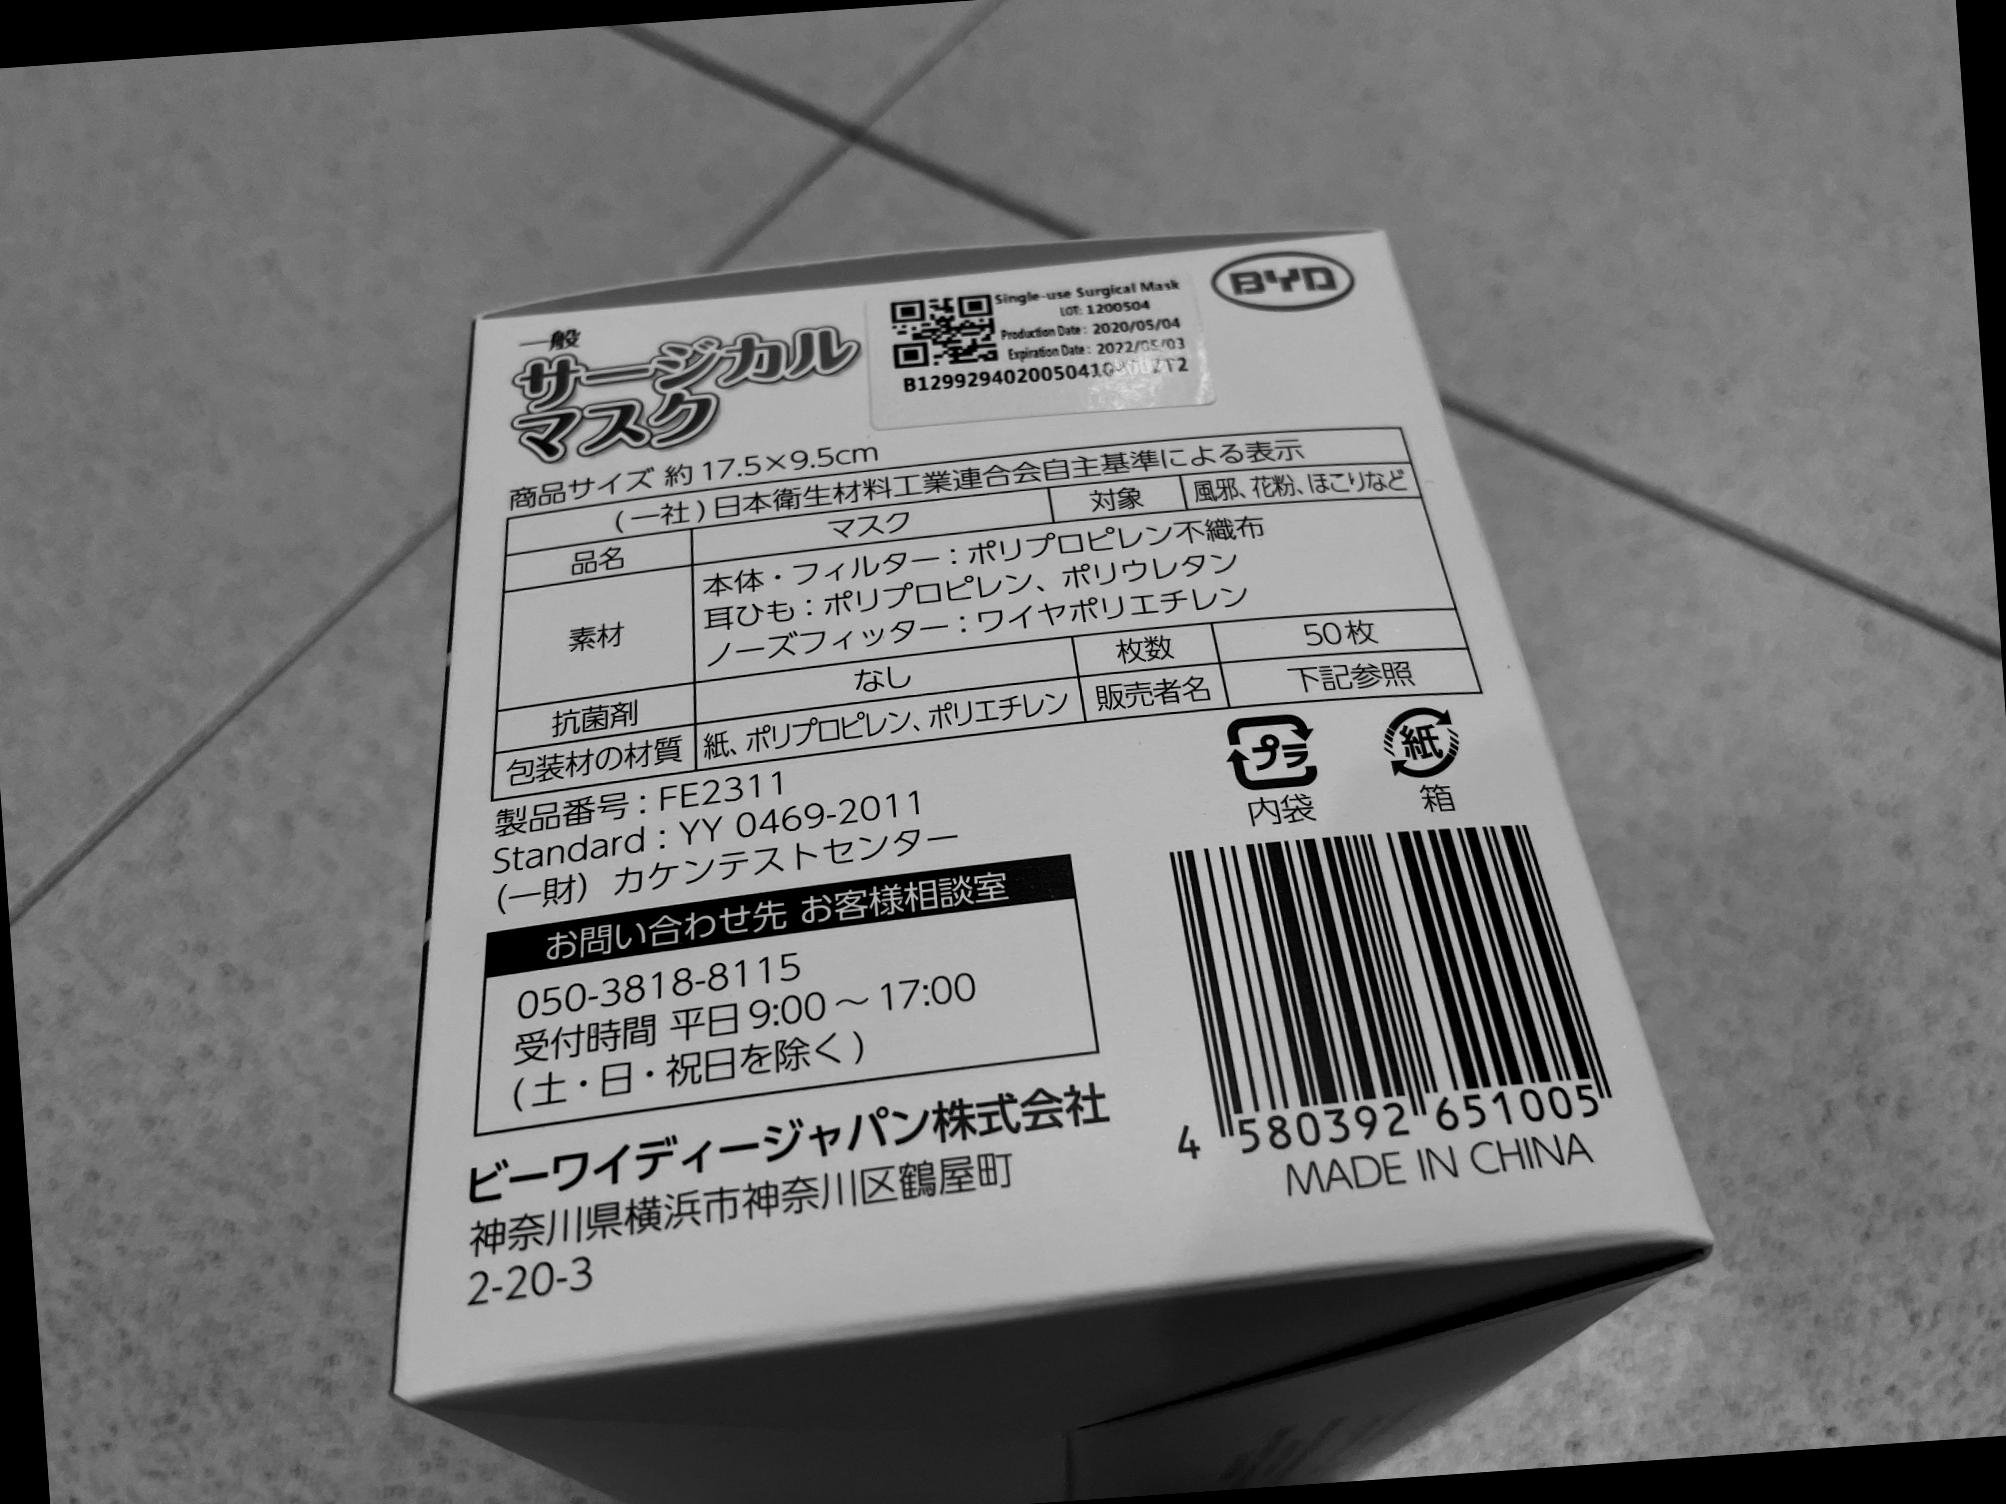 一般
サージカル
マスク
Single-use Surgical Mask
LOT: 1200504
Production Date : 2020/05/04
Expiration Date : 2022/05/03
BYD
商品サイズ 約 17.5×9.5cm
(一社)日本衛生材料工業連合会自主基準による表示
品名 マスク 対象 風邪、花粉、ほこりなど
素材
本体・フィルター：ポリプロピレン不織布
耳ひも：ポリプロピレン、ポリウレタン
ノーズフィッター：ワイヤポリエチレン
抗菌剤 なし 枚数 50枚
包装材の材質 紙、ポリプロピレン、ポリエチレン 販売者名 下記参照
製品番号 : FE2311
Standard : YY 0469-2011
(一財) カケンテストセンター
プラ 紙
内袋 箱
お問い合わせ先 お客様相談室
050-3818-8115
受付時間 平日 9:00 〜 17:00
(土・日・祝日を除く)
ビーワイディージャパン株式会社
神奈川県横浜市神奈川区鶴屋町
2-20-3
4 580392 651005
MADE IN CHINA